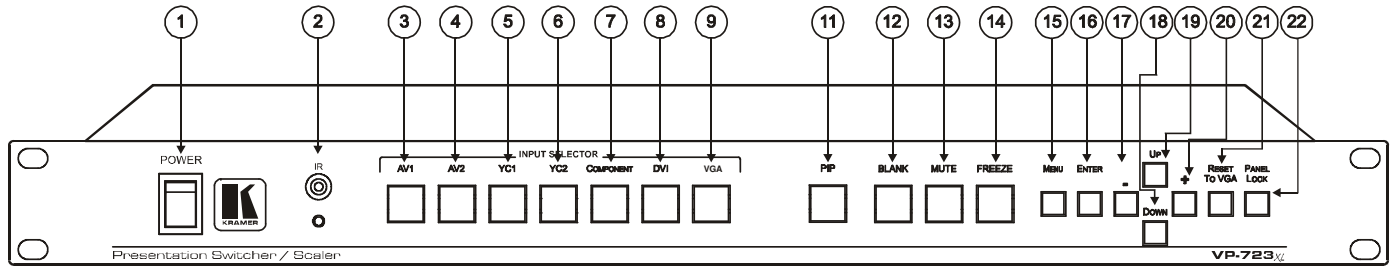 1 2 3 4 5 6 7 8 9 11 12 13 14 15 16 17 18 19 20 21 22
POWER
IR
INPUT SELECTOR
AV1 AV2 YC1 YC2 COMPONENT DVI VGA
PIP BLANK MUTE FREEZE MENU ENTER - UP + RESET TO VGA PANEL LOCK
DOWN
K
KRAMER
Presentation Switcher / Scaler VP-723XL